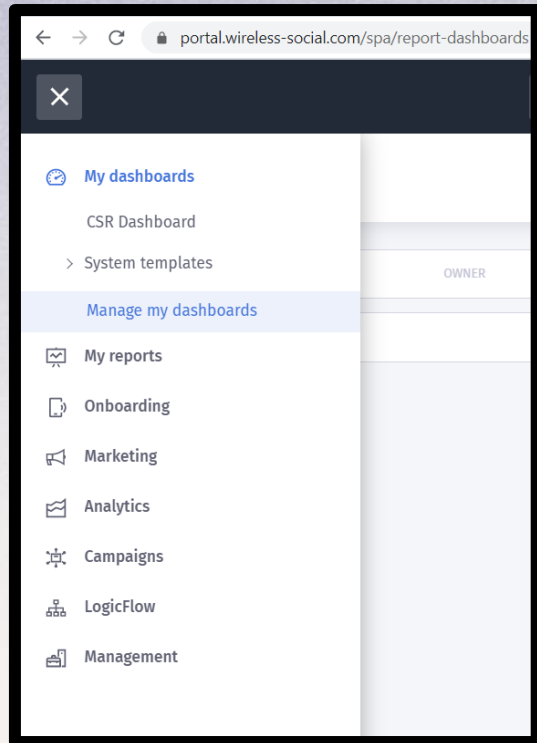 portal.wireless-social.com/spa/report-dashboards
My dashboards
CSR Dashboard
System templates
OWNER
Manage my dashboards
My reports
Onboarding
Marketing
Analytics
Campaigns
LogicFlow
Management